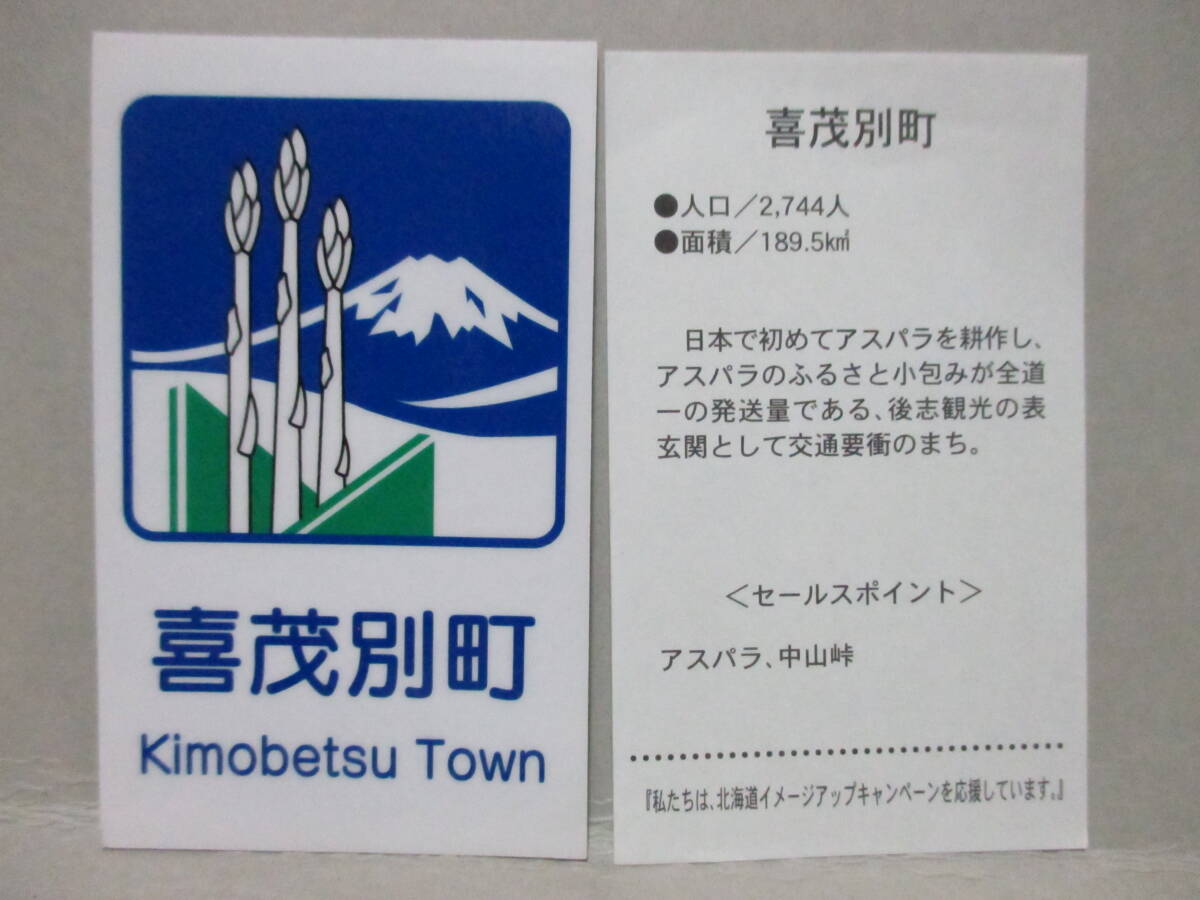 喜茂別町
Kimobetsu Town
喜茂別町
●人口／2,744人
●面積／189.5k㎡
日本で初めてアスパラを耕作し、
アスパラのふるさと小包みが全道
一の発送量である、後志観光の表
玄関として交通要衝のまち。
＜セールスポイント＞
アスパラ、中山峠
『私たちは、北海道イメージアップキャンペーンを応援しています。』